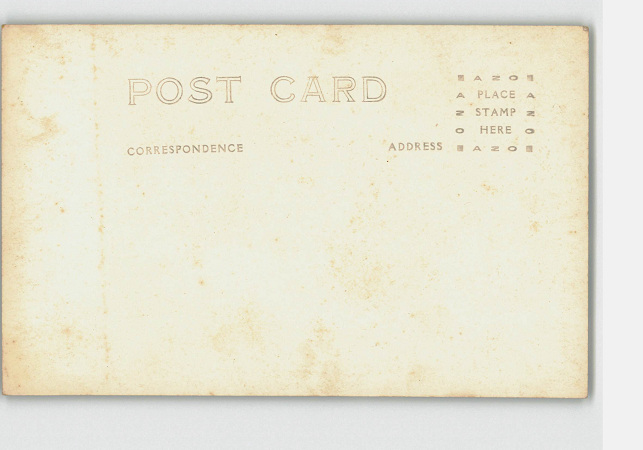 POST CARD
AZO
A PLACE A
Z STAMP Z
O HERE O
AZO
CORRESPONDENCE
ADDRESS